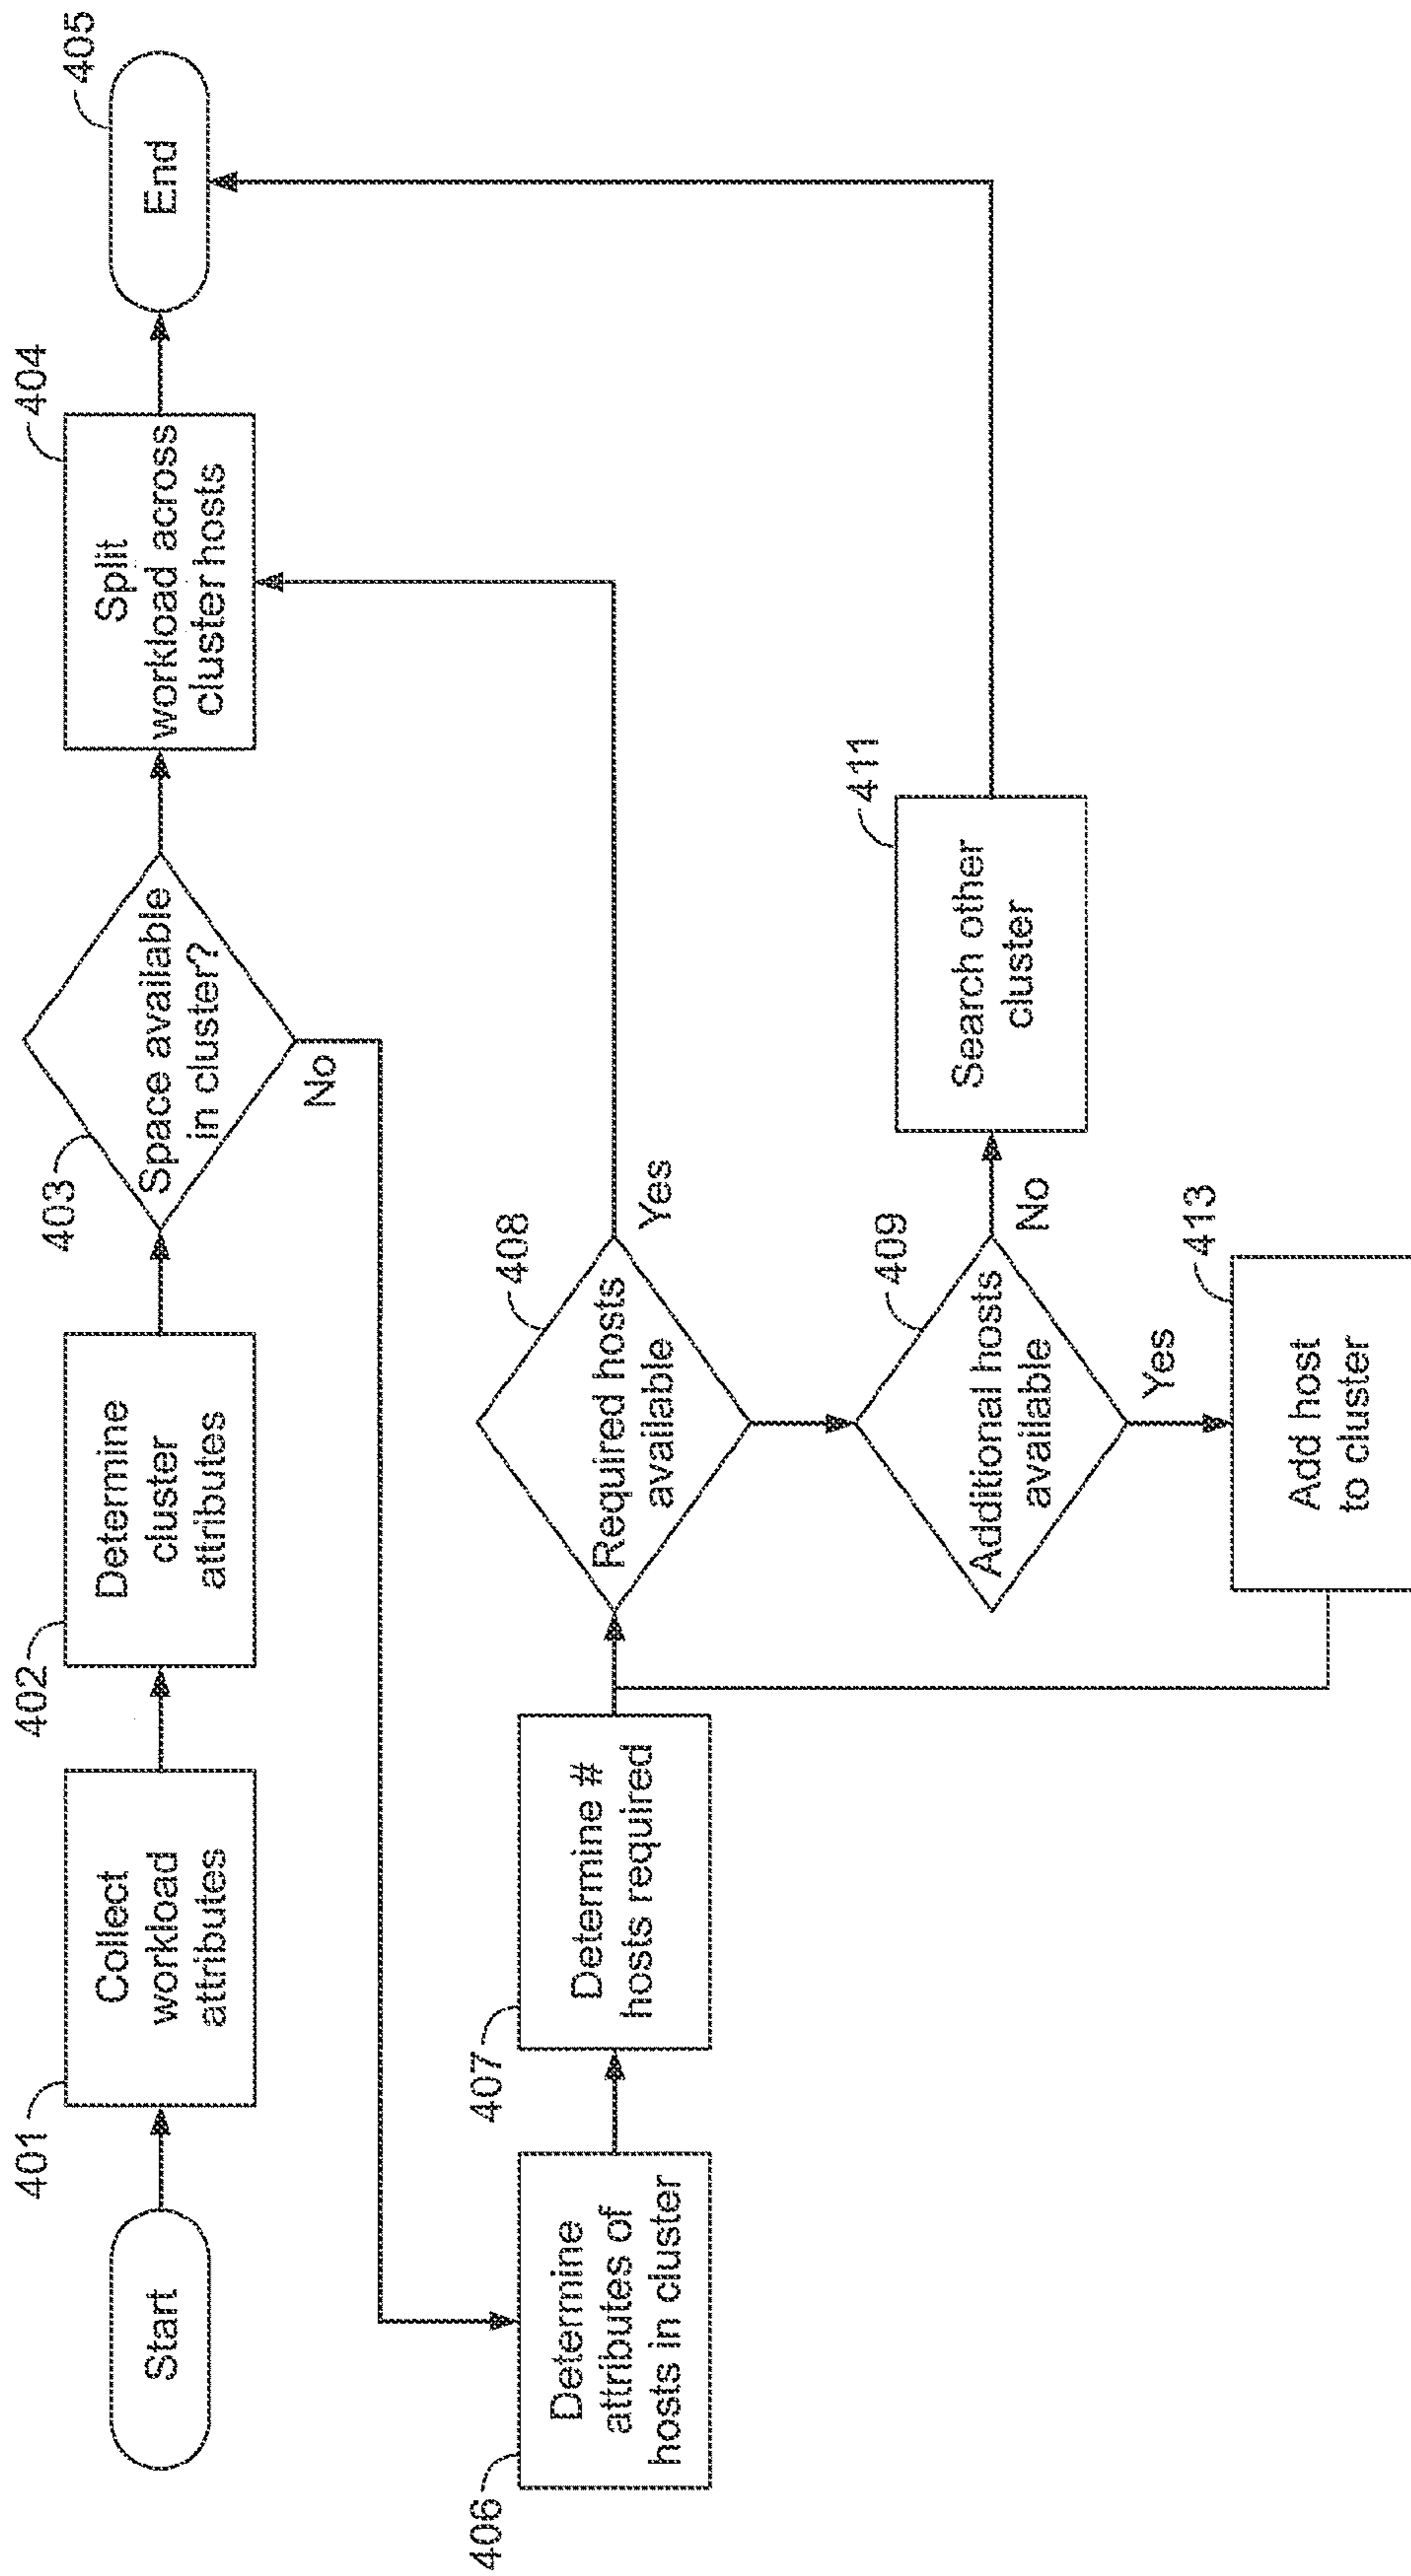 Start
401
Collect
workload
attributes
402
Determine
cluster
attributes
403
Space available
in cluster?
No
404
Split
workload across
cluster hosts
405
End
406
Determine
attributes of
hosts in cluster
407
Determine #
hosts required
408
Required hosts
available
Yes
409
Additional hosts
available
No
Yes
411
Search other
cluster
413
Add host
to cluster